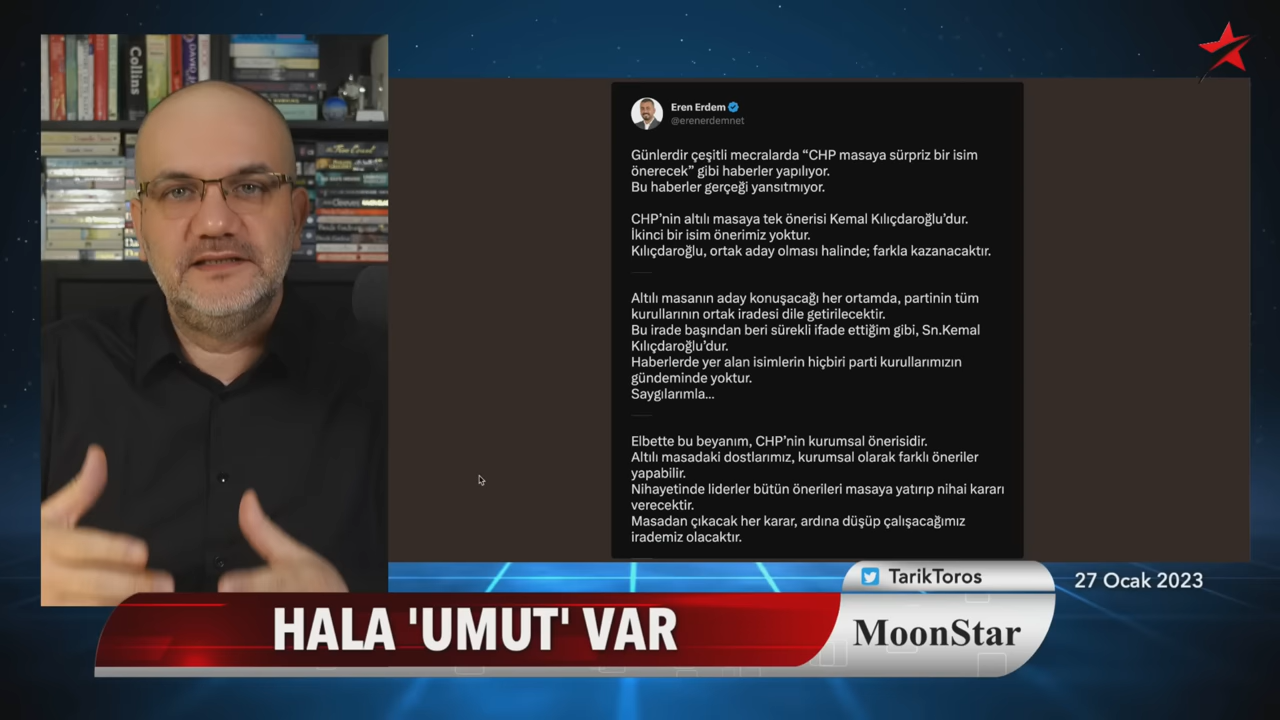 Collins
DAVID
Eren Erdem
@erenerdemnet
Günlerdir çeşitli mecralarda “CHP masaya sürpriz bir isim
önerecek” gibi haberler yapılıyor.
Bu haberler gerçeği yansıtmıyor.
CHP’nin altılı masaya tek önerisi Kemal Kılıçdaroğlu’dur.
İkinci bir isim önerimiz yoktur.
Kılıçdaroğlu, ortak aday olması halinde; farkla kazanacaktır.
Altılı masanın aday konuşacağı her ortamda, partinin tüm
kurullarının ortak iradesi dile getirilecektir.
Bu irade başından beri sürekli ifade ettiğim gibi, Sn.Kemal
Kılıçdaroğlu’dur.
Haberlerde yer alan isimlerin hiçbiri parti kurullarımızın
gündeminde yoktur.
Saygılarımla...
Elbette bu beyanım, CHP’nin kurumsal önerisidir.
Altılı masadaki dostlarımız, kurumsal olarak farklı öneriler
yapabilir.
Nihayetinde liderler bütün önerileri masaya yatırıp nihai kararı
verecektir.
Masadan çıkacak her karar, ardına düşüp çalışacağımız
irademiz olacaktır.
TarikToros
27 Ocak 2023
HALA 'UMUT' VAR
MoonStar